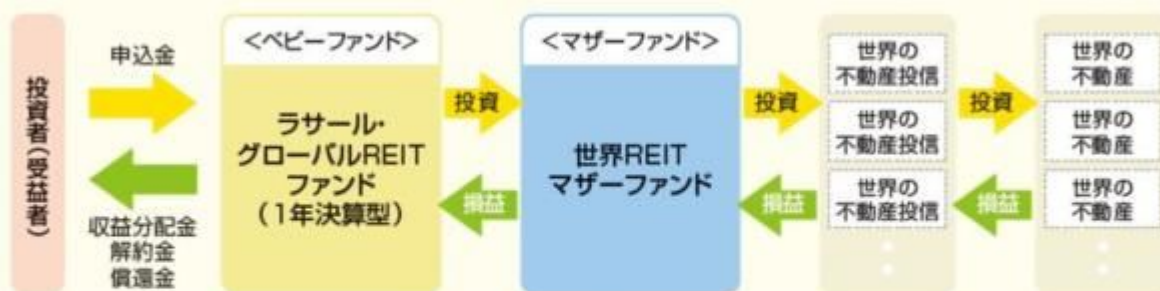 投資者（受益者）
申込金
収益分配金
解約金
償還金
＜ベビーファンド＞
ラサール・
グローバルREIT
ファンド
（1年決算型）
投資
損益
＜マザーファンド＞
世界REIT
マザーファンド
投資
損益
世界の
不動産投信
世界の
不動産投信
世界の
不動産投信
投資
損益
世界の
不動産
世界の
不動産
世界の
不動産